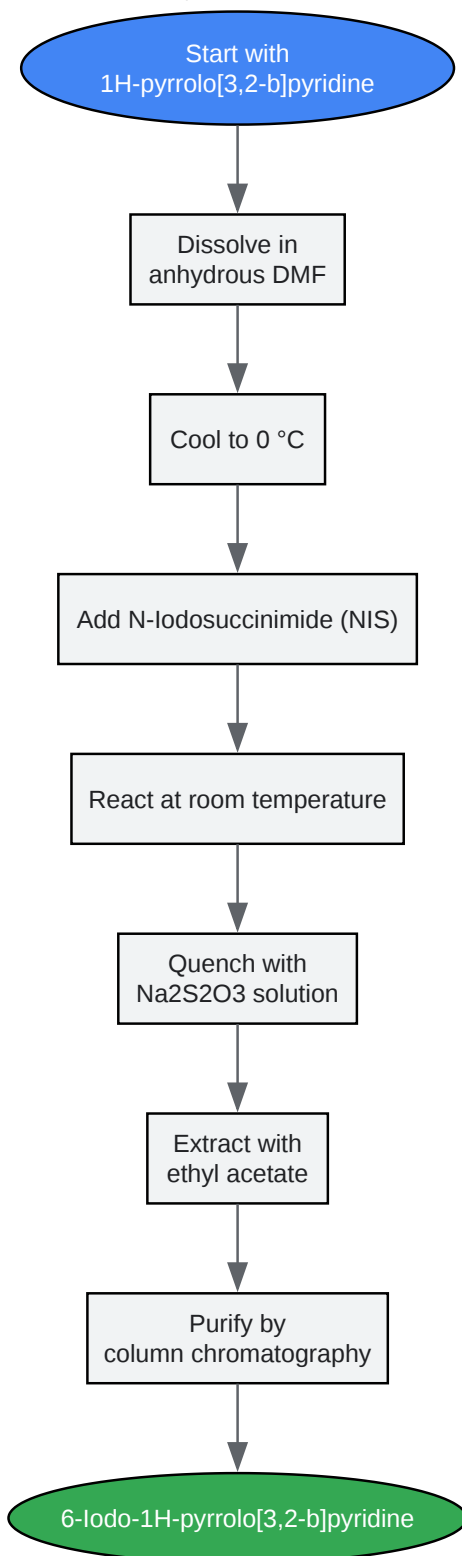 Start with
1H-pyrrolo[3,2-b]pyridine
Dissolve in
anhydrous DMF
Cool to 0 °C
Add N-Iodosuccinimide (NIS)
React at room temperature
Quench with
Na2S2O3 solution
Extract with
ethyl acetate
Purify by
column chromatography
6-Iodo-1H-pyrrolo[3,2-b]pyridine